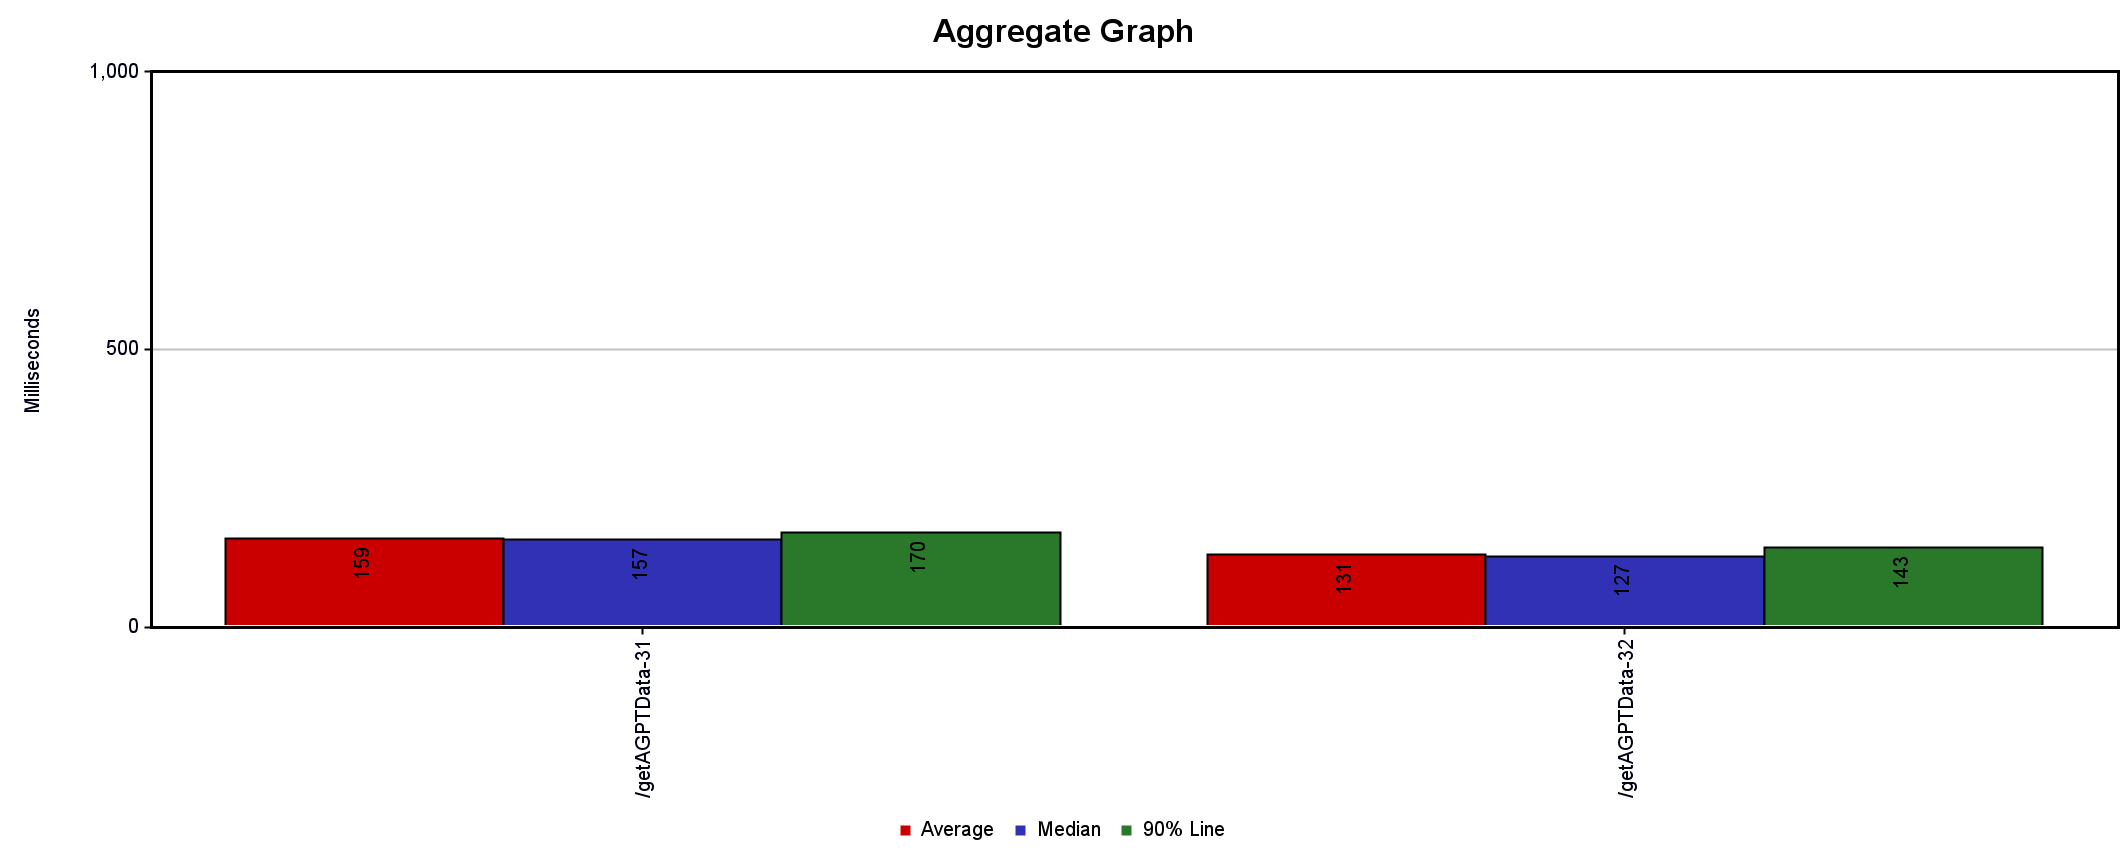 Aggregate Graph
1,000
500
0
Milliseconds
159
157
170
131
127
143
/getAGPTData-31
/getAGPTData-32
Average
Median
90% Line